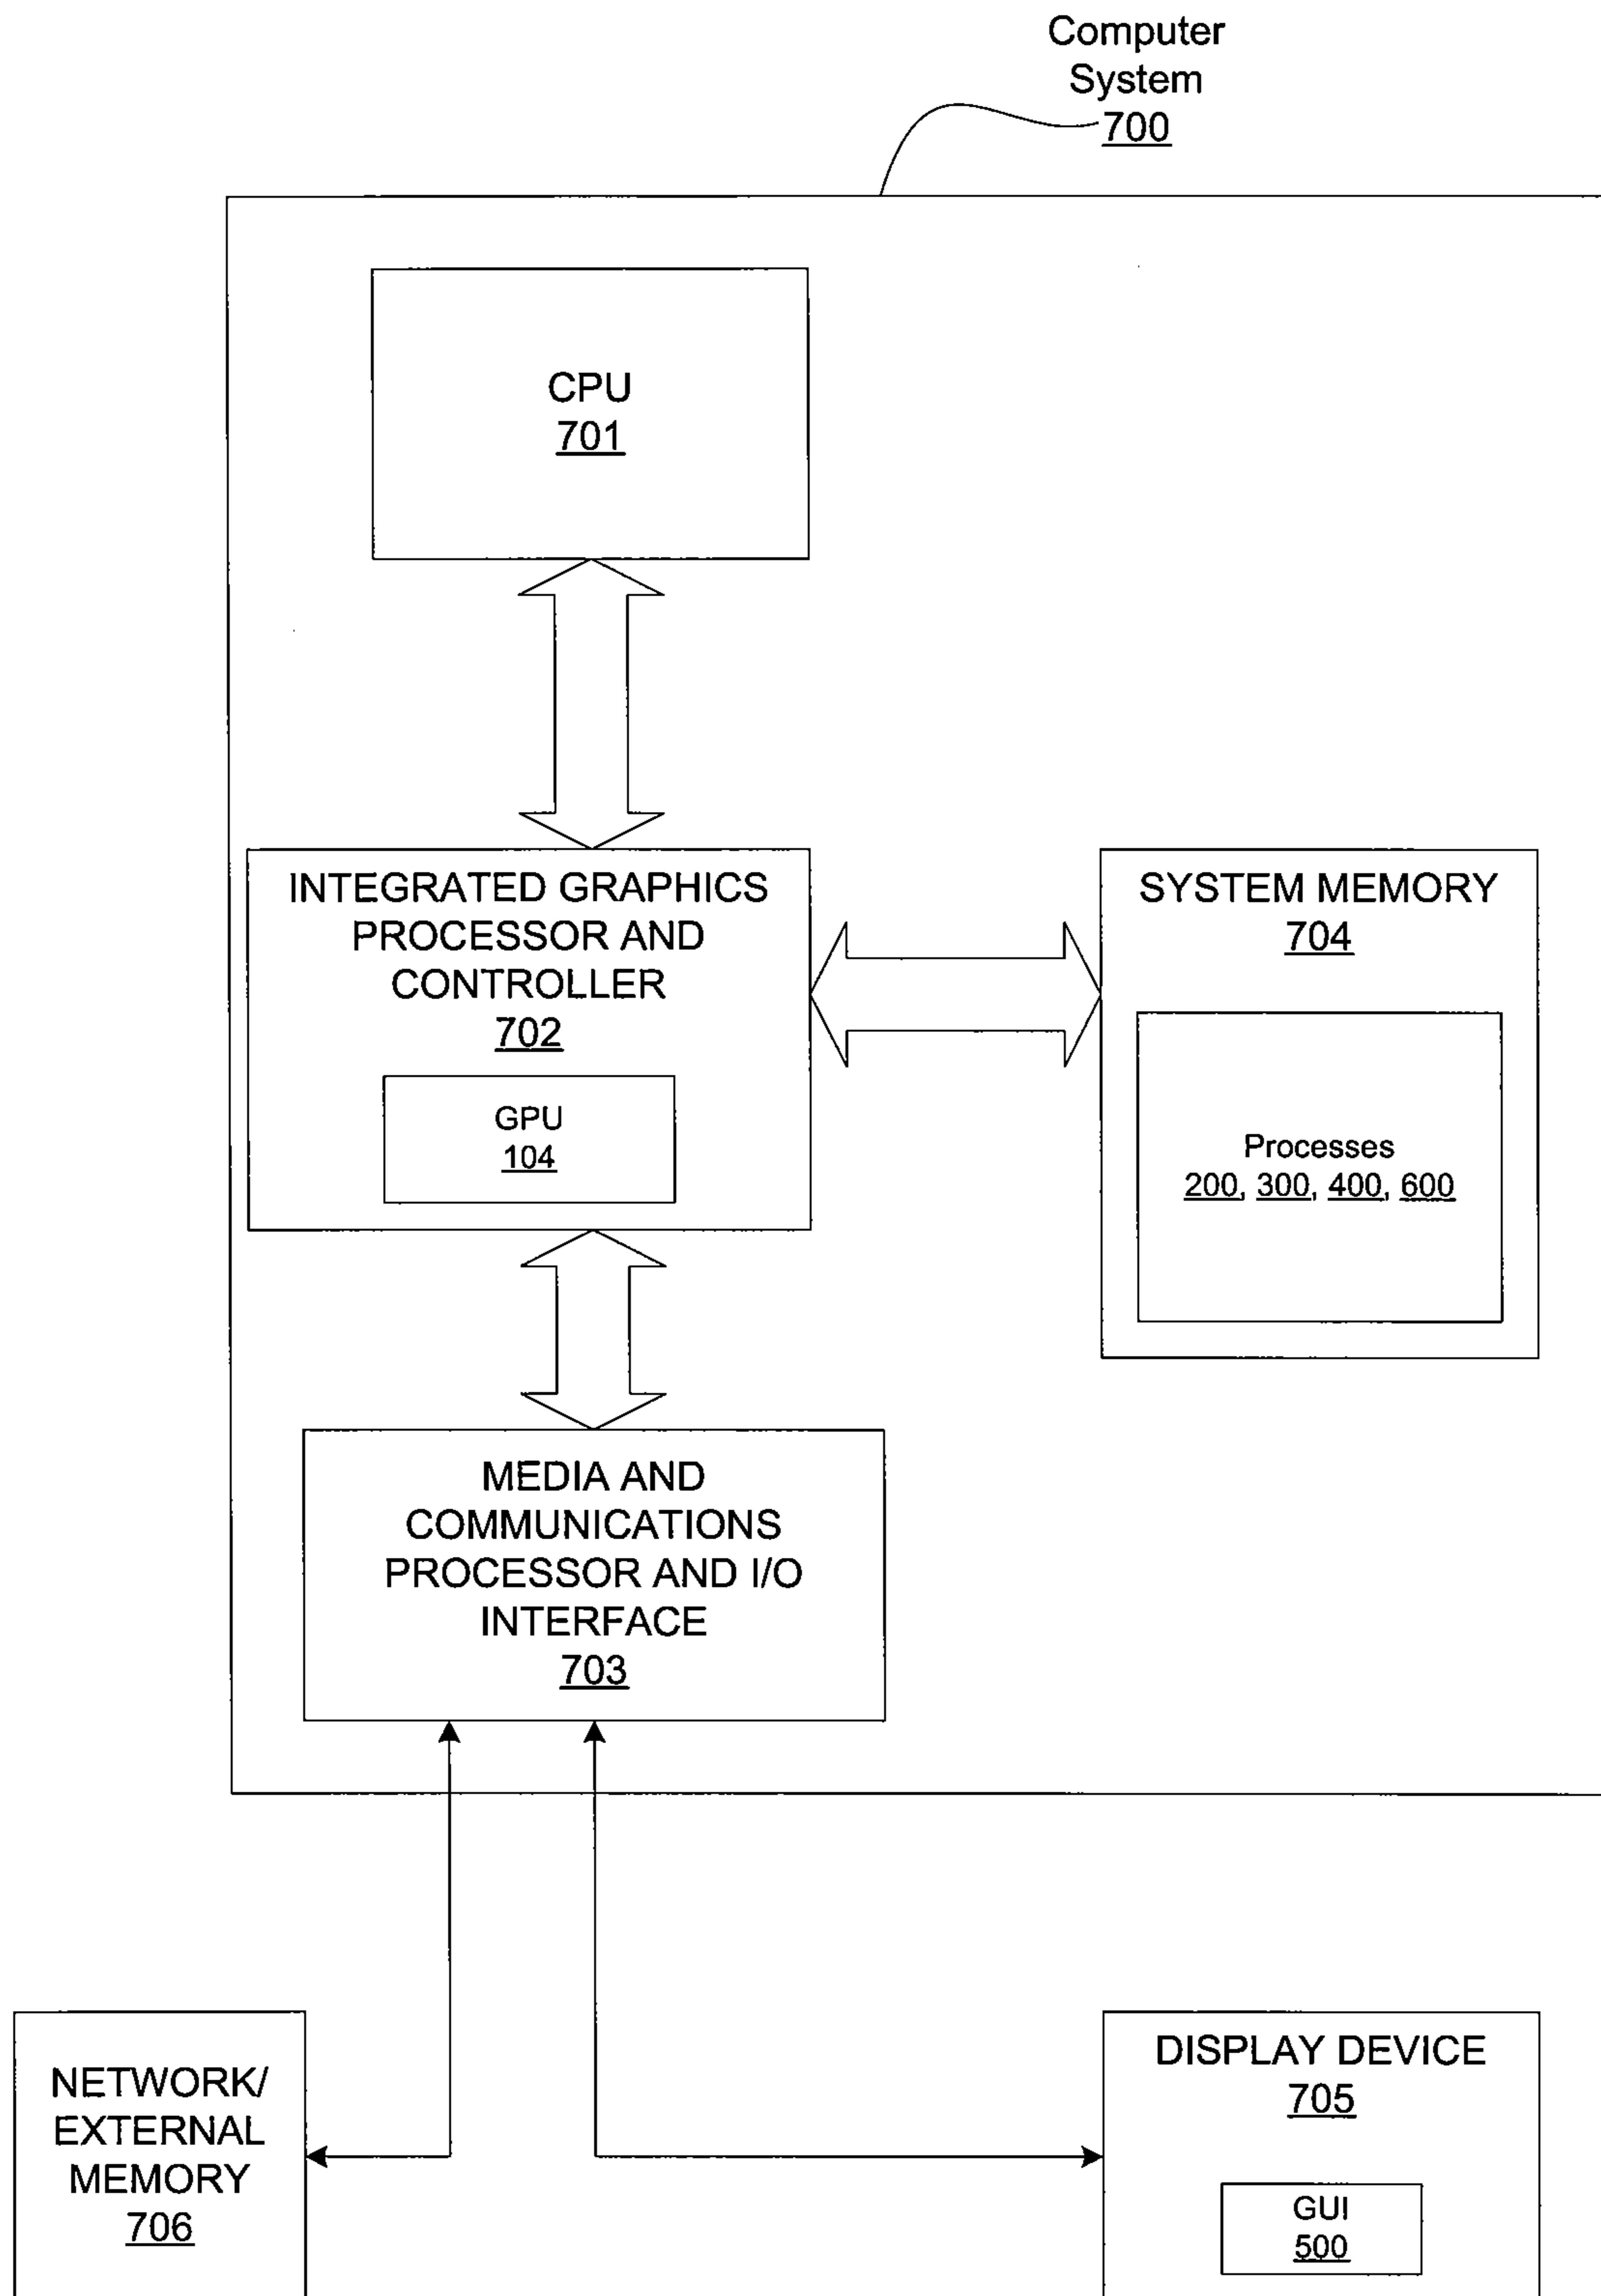 Computer
System
700
CPU
701
INTEGRATED GRAPHICS
PROCESSOR AND
CONTROLLER
702
GPU
104
SYSTEM MEMORY
704
Processes
200, 300, 400, 600
MEDIA AND
COMMUNICATIONS
PROCESSOR AND I/O
INTERFACE
703
NETWORK/
EXTERNAL
MEMORY
706
DISPLAY DEVICE
705
GUI
500